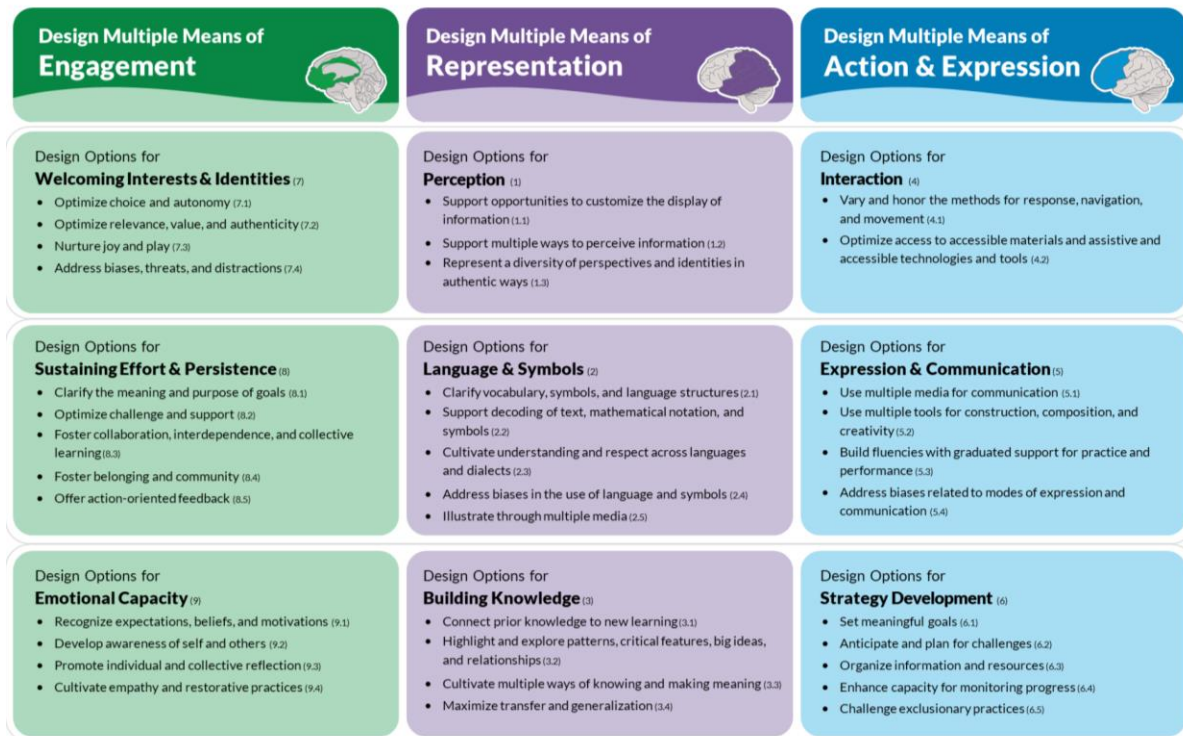 Design Multiple Means of
Engagement
Design Multiple Means of
Representation
Design Multiple Means of
Action & Expression
Design Options for
Welcoming Interests & Identities (7)
• Optimize choice and autonomy (7.1)
• Optimize relevance, value, and authenticity (7.2)
• Nurture joy and play (7.3)
• Address biases, threats, and distractions (7.4)
Design Options for
Perception (1)
• Support opportunities to customize the display of
information (1.1)
• Support multiple ways to perceive information (1.2)
• Represent a diversity of perspectives and identities in
authentic ways (1.3)
Design Options for
Interaction (4)
• Vary and honor the methods for response, navigation,
and movement (4.1)
• Optimize access to accessible materials and assistive and
accessible technologies and tools (4.2)
Design Options for
Sustaining Effort & Persistence (8)
• Clarify the meaning and purpose of goals (8.1)
• Optimize challenge and support (8.2)
• Foster collaboration, interdependence, and collective
learning(8.3)
• Foster belonging and community (8.4)
• Offer action-oriented feedback (8.5)
Design Options for
Language & Symbols (2)
• Clarify vocabulary, symbols, and language structures (2.1)
• Support decoding of text, mathematical notation, and
symbols (2.2)
• Cultivate understanding and respect across languages
and dialects (2.3)
• Address biases in the use of language and symbols (2.4)
• Illustrate through multiple media (2.5)
Design Options for
Expression & Communication (5)
• Use multiple media for communication (5.1)
• Use multiple tools for construction, composition, and
creativity (5.2)
• Build fluencies with graduated support for practice and
performance (5.3)
• Address biases related to modes of expression and
communication (5.4)
Design Options for
Emotional Capacity (9)
• Recognize expectations, beliefs, and motivations (9.1)
• Develop awareness of self and others (9.2)
• Promote individual and collective reflection (9.3)
• Cultivate empathy and restorative practices (9.4)
Design Options for
Building Knowledge (3)
• Connect prior knowledge to new learning(3.1)
• Highlight and explore patterns, critical features, big ideas,
and relationships (3.2)
• Cultivate multiple ways of knowing and making meaning (3.3)
• Maximize transfer and generalization (3.4)
Design Options for
Strategy Development (6)
• Set meaningful goals (6.1)
• Anticipate and plan for challenges (6.2)
• Organize information and resources (6.3)
• Enhance capacity for monitoring progress (6.4)
• Challenge exclusionary practices (6.5)